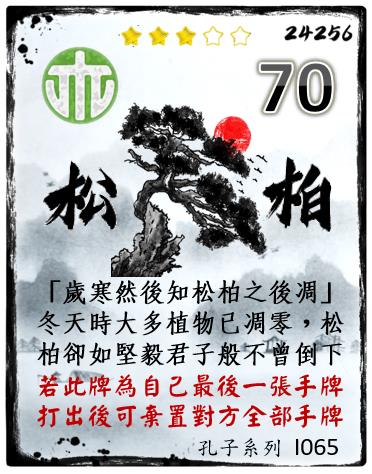 24256
木
70
松柏
「歲寒然後知松柏之後凋」
冬天時大多植物已凋零，松
柏卻如堅毅君子般不曾倒下
若此牌為自己最後一張手牌
打出後可棄置對方全部手牌
孔子系列 I065